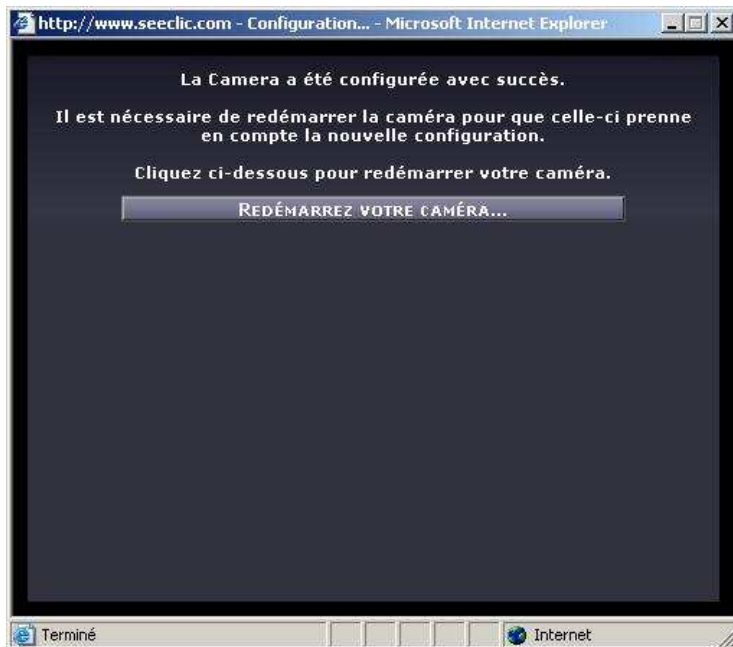 http://www.seeclic.com - Configuration... - Microsoft Internet Explorer
La Camera a été configurée avec succès.
Il est nécessaire de redémarrer la caméra pour que celle-ci prenne
en compte la nouvelle configuration.
Cliquez ci-dessous pour redémarrer votre caméra.
REDÉMARREZ VOTRE CAMÉRA...
Terminé
Internet